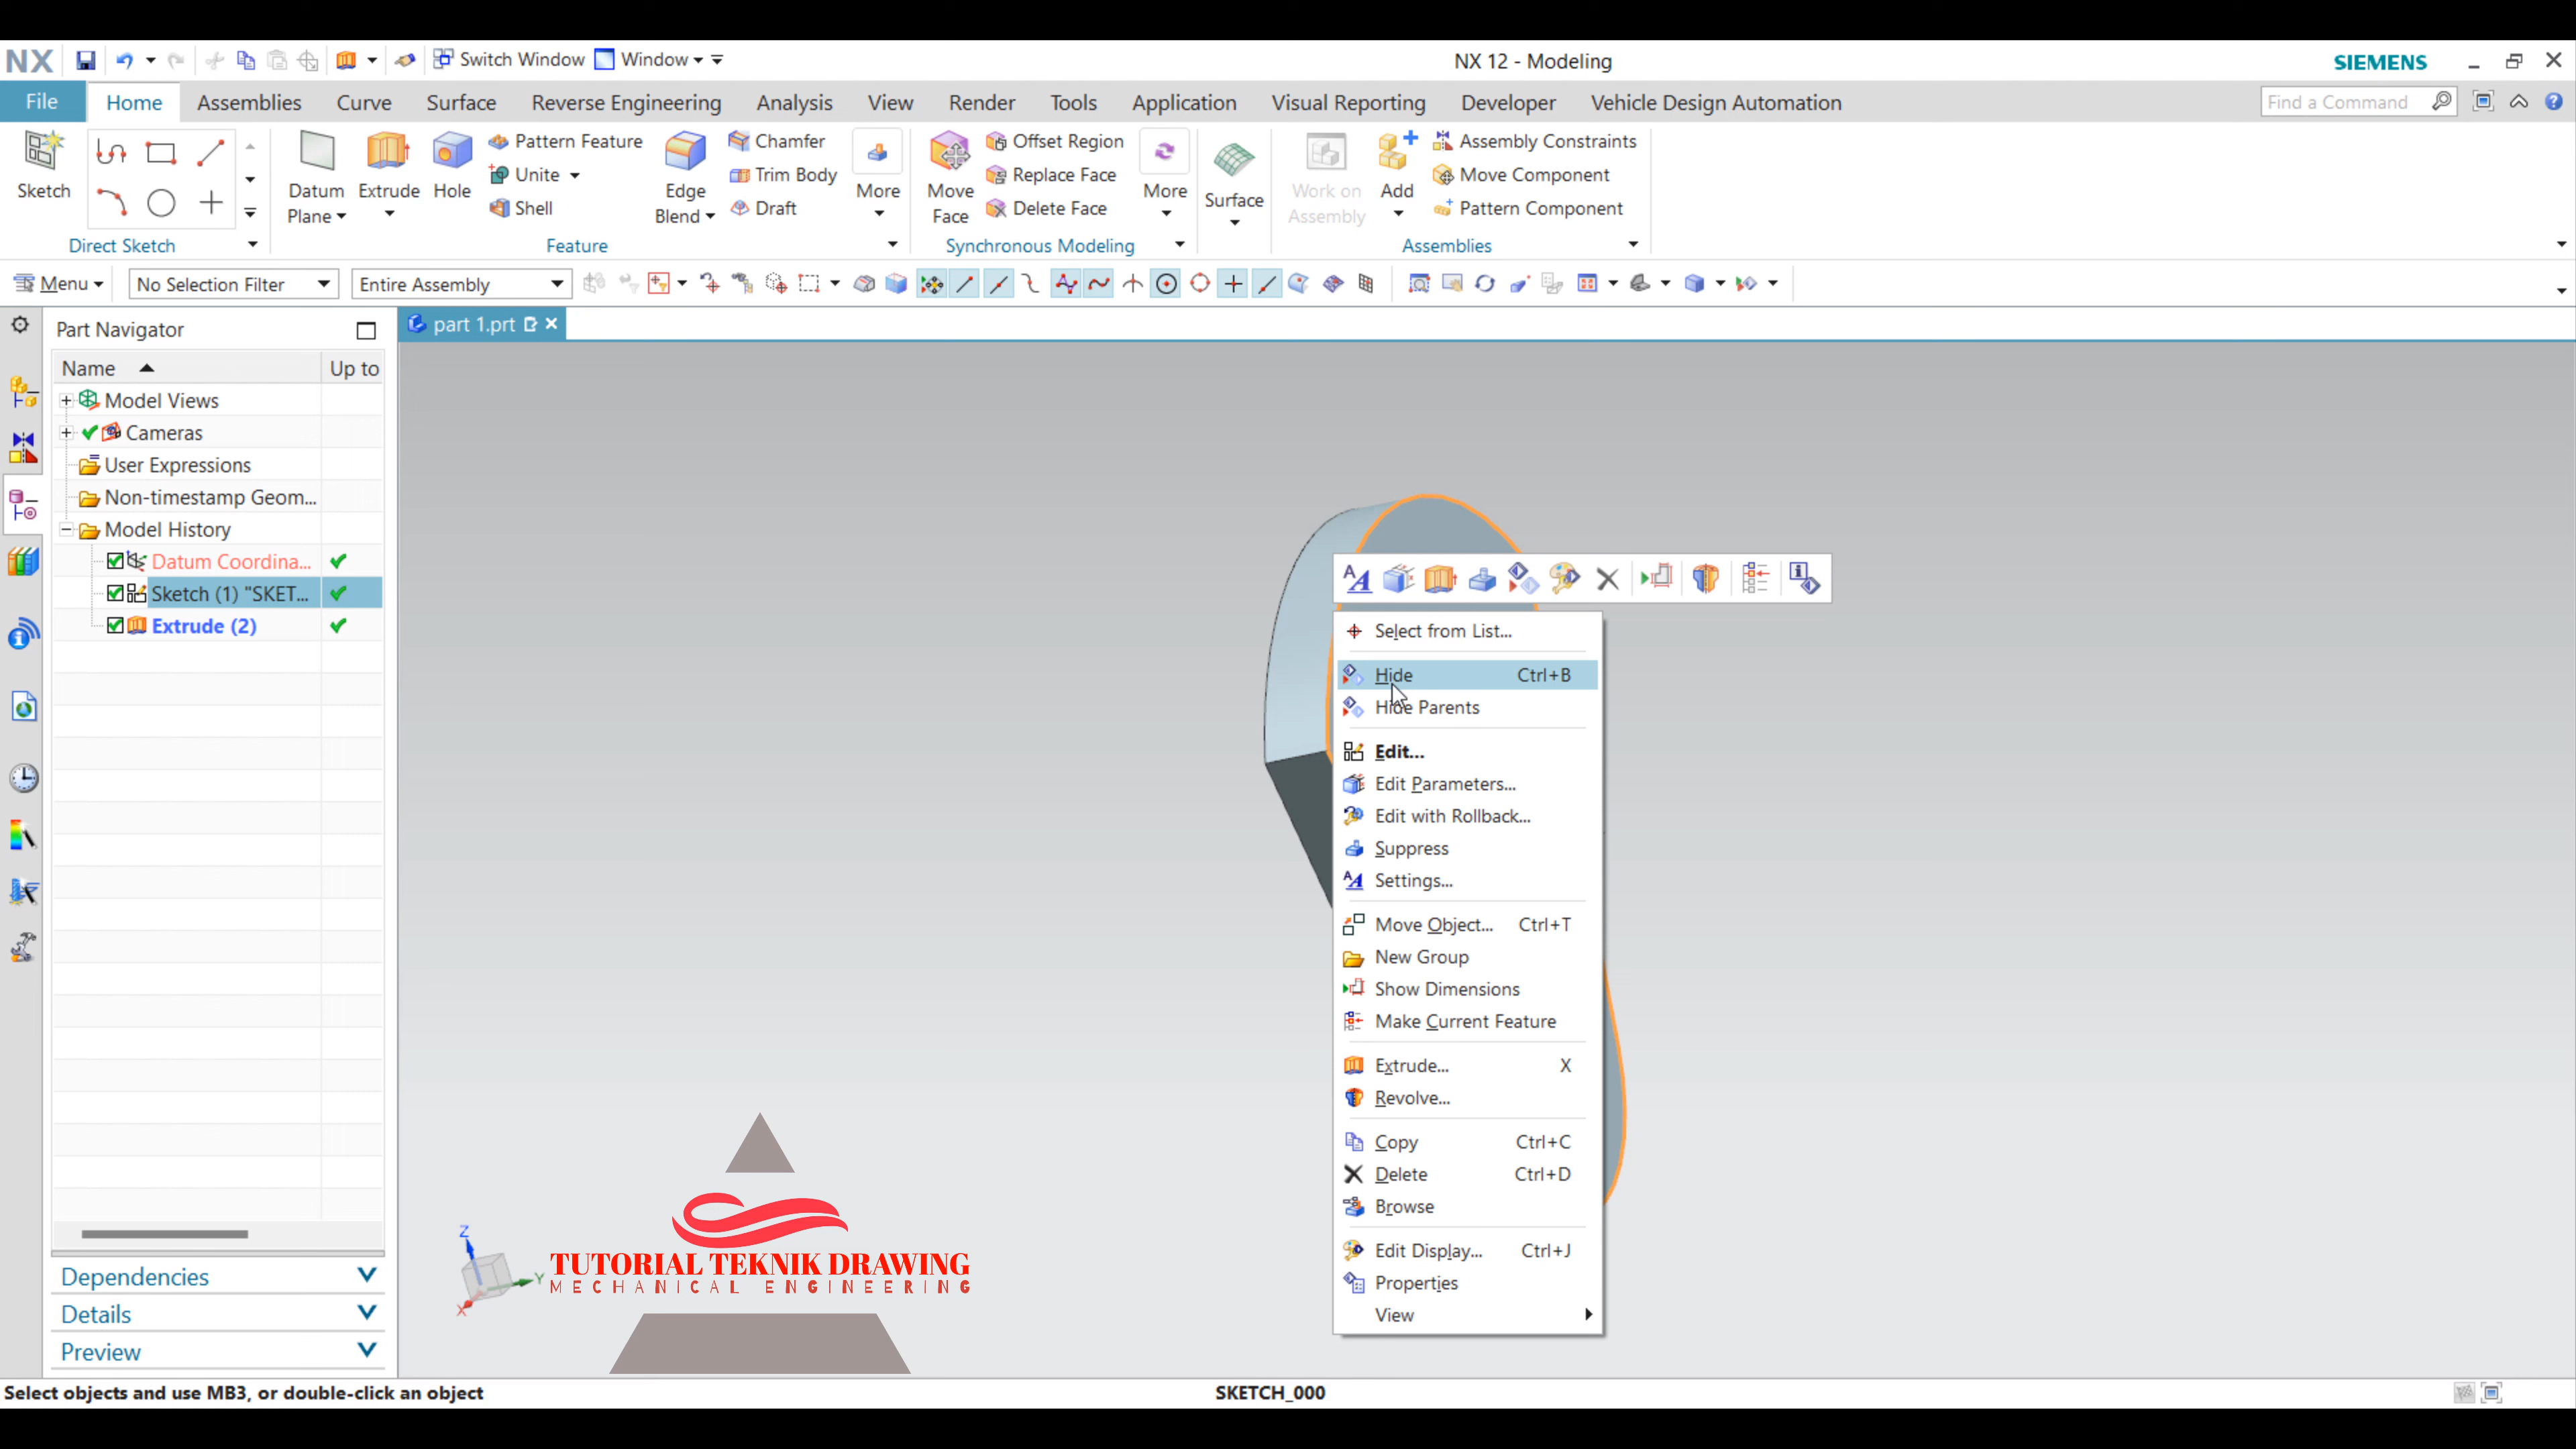 NX Switch Window Window NX 12 - Modeling SIEMENS
File Home Assemblies Curve Surface Reverse Engineering Analysis View Render Tools Application Visual Reporting Developer Vehicle Design Automation Find a Command
Sketch
Direct Sketch
Datum Plane
Extrude
Hole
Pattern Feature
Unite
Shell
Edge Blend
Chamfer
Trim Body
Draft
More
Feature
Move Face
Offset Region
Replace Face
Delete Face
More
Synchronous Modeling
Surface
Work on Assembly
Add
Assembly Constraints
Move Component
Pattern Component
Assemblies
Menu No Selection Filter Entire Assembly
Part Navigator
part 1.prt
Name Up to
Model Views
Cameras
User Expressions
Non-timestamp Geom...
Model History
Datum Coordina...
Sketch (1) "SKET...
Extrude (2)
Dependencies
Details
Preview
Select from List...
Hide Ctrl+B
Hide Parents
Edit...
Edit Parameters...
Edit with Rollback...
Suppress
Settings...
Move Object... Ctrl+T
New Group
Show Dimensions
Make Current Feature
Extrude... X
Revolve...
Copy Ctrl+C
Delete Ctrl+D
Browse
Edit Display... Ctrl+J
Properties
View
Z
Y
X
TUTORIAL TEKNIK DRAWING
MECHANICAL ENGINEERING
Select objects and use MB3, or double-click an object SKETCH_000